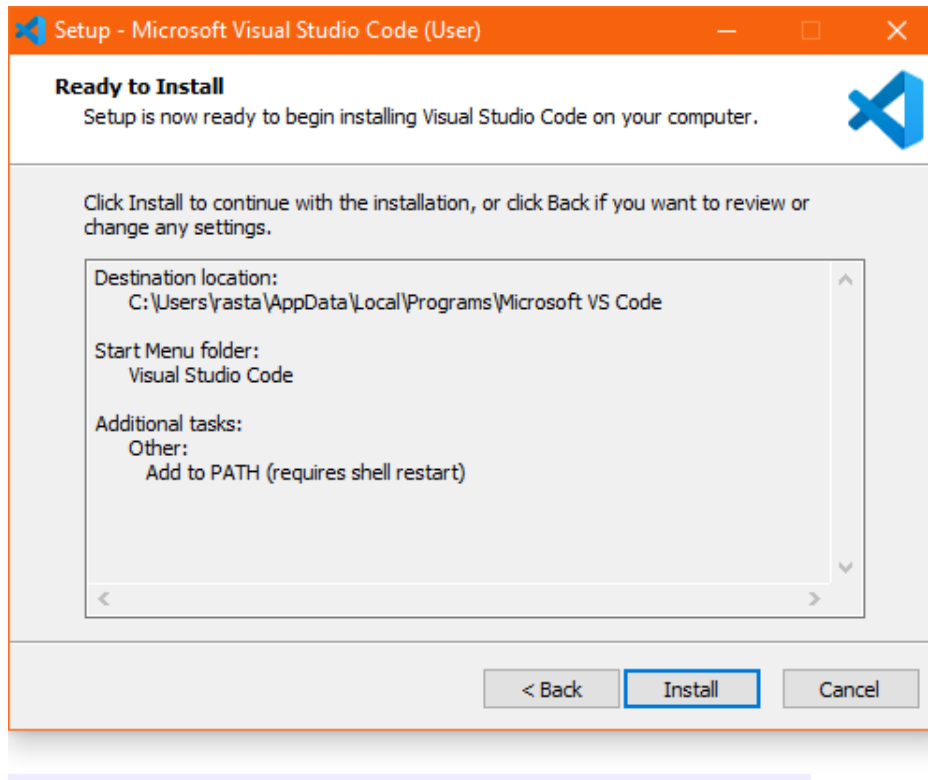 Setup - Microsoft Visual Studio Code (User)
Ready to Install
Setup is now ready to begin installing Visual Studio Code on your computer.
Click Install to continue with the installation, or click Back if you want to review or
change any settings.
Destination location:
C:\Users\rasta\AppData\Local\Programs\Microsoft VS Code
Start Menu folder:
Visual Studio Code
Additional tasks:
Other:
Add to PATH (requires shell restart)
< Back
Install
Cancel